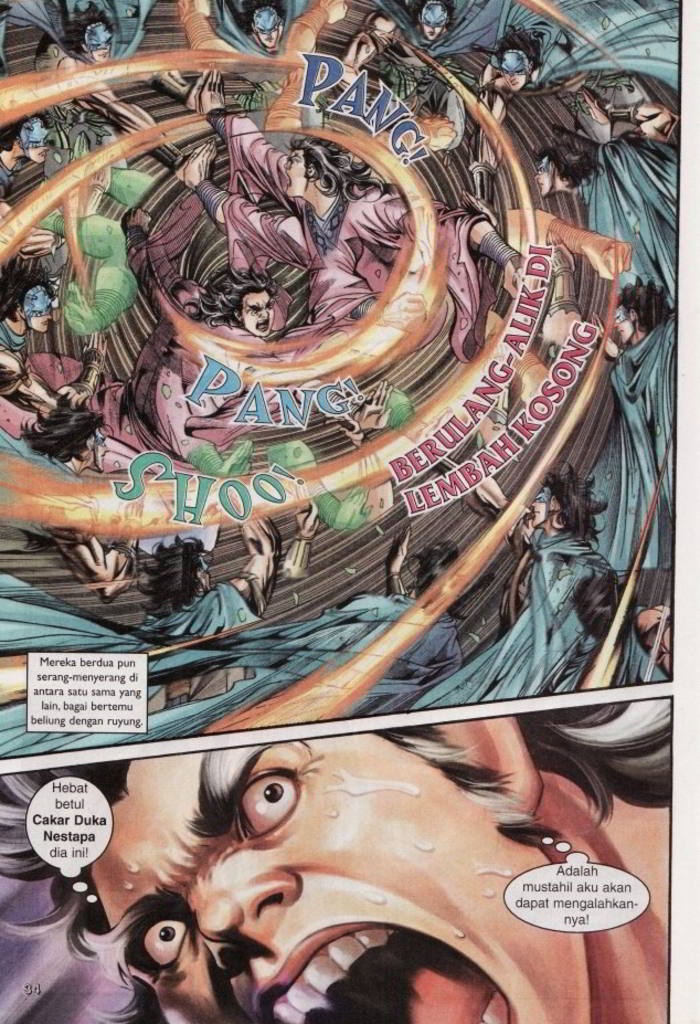 PANG!
BERULANG-ALIK DI
LEMBAH KOSONG
PANG!
SHOO!
Mereka berdua pun
serang-menyerang di
antara satu sama yang
lain, bagai bertemu
beliung dengan ruyung.
Hebat
betul
Cakar Duka
Nestapa
dia ini!
Adalah
mustahil aku akan
dapat mengalahkan-
nya!
34